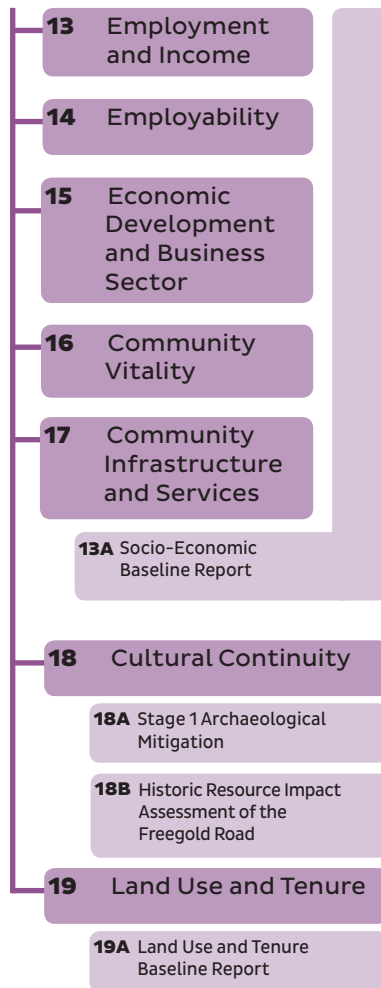 13 Employment
and Income
14 Employability
15 Economic
Development
and Business
Sector
16 Community
Vitality
17 Community
Infrastructure
and Services
13A Socio-Economic
Baseline Report
18 Cultural Continuity
18A Stage 1 Archaeological
Mitigation
18B Historic Resource Impact
Assessment of the
Freegold Road
19 Land Use and Tenure
19A Land Use and Tenure
Baseline Report